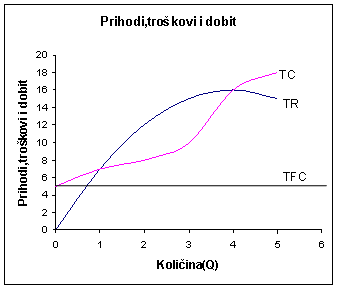 Prihodi,troškovi i dobit
Prihodi,troškovi i dobit
20
18
16
14
12
10
8
6
4
2
0
TC
TR
TFC
0 1 2 3 4 5 6
Količina(Q)